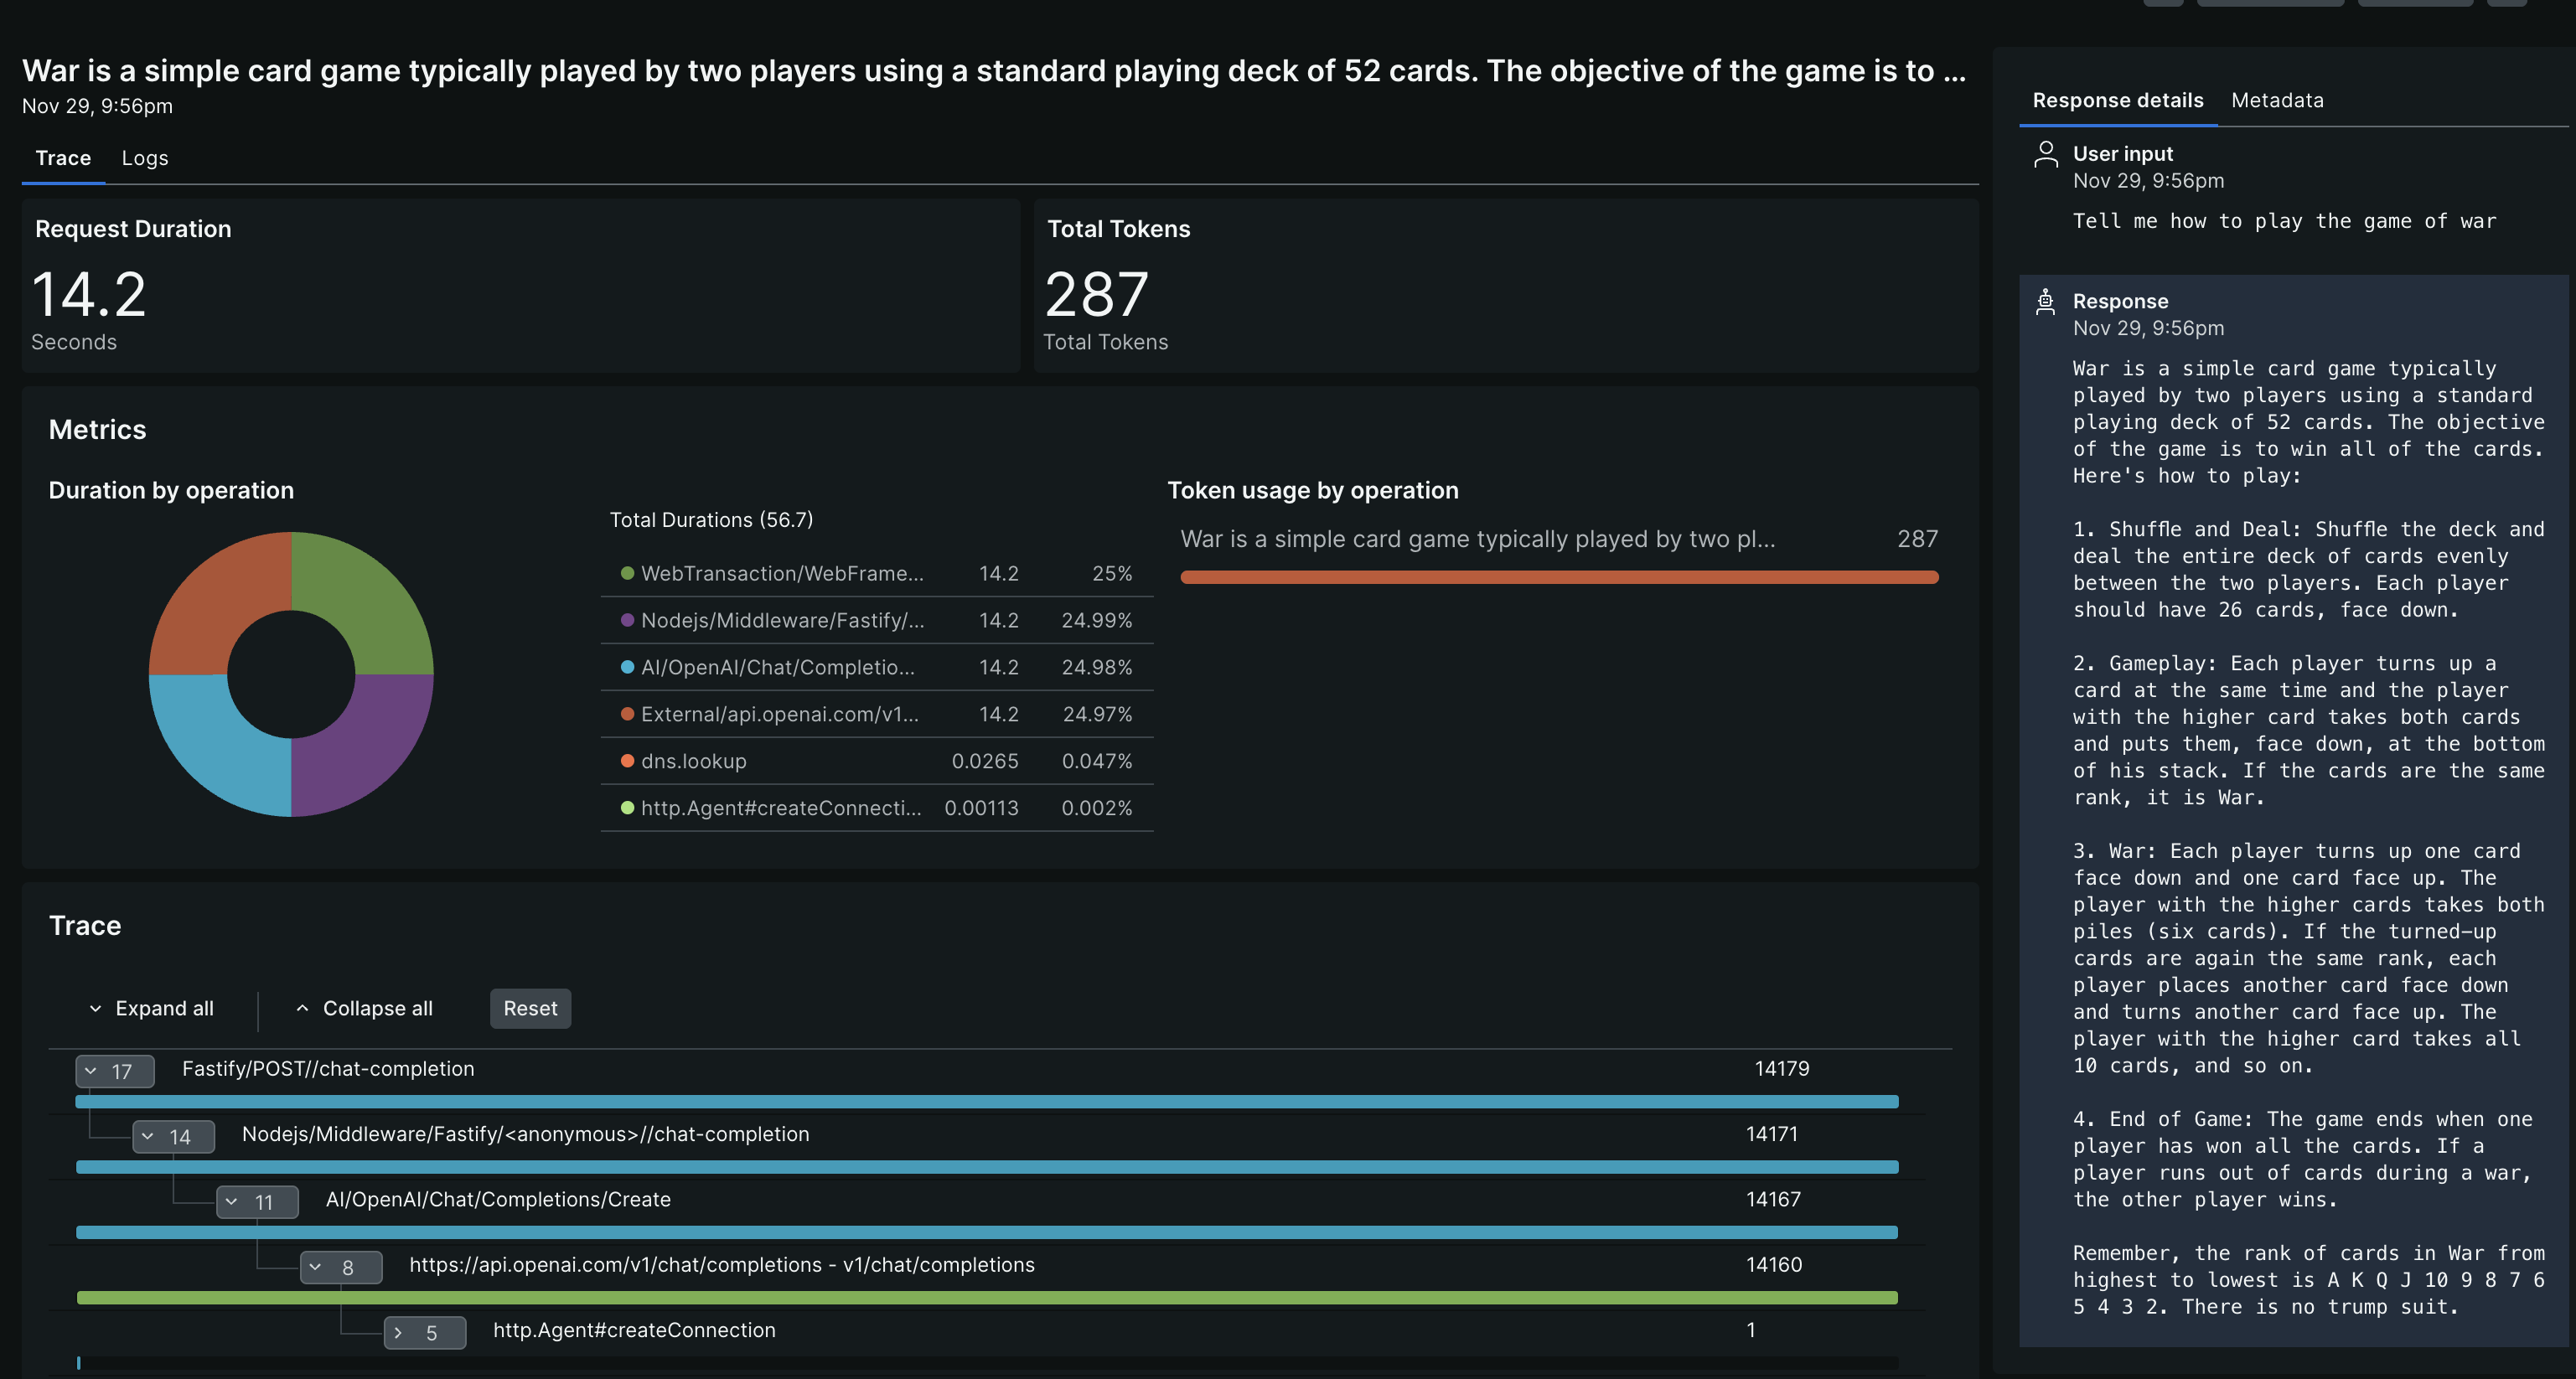 War is a simple card game typically played by two players using a standard playing deck of 52 cards. The objective of the game is to ...
Nov 29, 9:56pm
Trace
Logs
Request Duration
14.2
Seconds
Total Tokens
287
Total Tokens
Metrics
Duration by operation
Total Durations (56.7)
WebTransaction/WebFrame... 14.2 25%
Nodejs/Middleware/Fastify/... 14.2 24.99%
AI/OpenAI/Chat/Completio... 14.2 24.98%
External/api.openai.com/v1... 14.2 24.97%
dns.lookup 0.0265 0.047%
http.Agent#createConnecti... 0.00113 0.002%
Token usage by operation
War is a simple card game typically played by two pl... 287
Trace
Expand all
Collapse all
Reset
17 Fastify/POST//chat-completion 14179
14 Nodejs/Middleware/Fastify/<anonymous>//chat-completion 14171
11 AI/OpenAI/Chat/Completions/Create 14167
8 https://api.openai.com/v1/chat/completions - v1/chat/completions 14160
5 http.Agent#createConnection 1
Response details
Metadata
User input
Nov 29, 9:56pm
Tell me how to play the game of war
Response
Nov 29, 9:56pm
War is a simple card game typically
played by two players using a standard
playing deck of 52 cards. The objective
of the game is to win all of the cards.
Here's how to play:
1. Shuffle and Deal: Shuffle the deck and
deal the entire deck of cards evenly
between the two players. Each player
should have 26 cards, face down.
2. Gameplay: Each player turns up a
card at the same time and the player
with the higher card takes both cards
and puts them, face down, at the bottom
of his stack. If the cards are the same
rank, it is War.
3. War: Each player turns up one card
face down and one card face up. The
player with the higher cards takes both
piles (six cards). If the turned-up
cards are again the same rank, each
player places another card face down
and turns another card face up. The
player with the higher card takes all
10 cards, and so on.
4. End of Game: The game ends when one
player has won all the cards. If a
player runs out of cards during a war,
the other player wins.
Remember, the rank of cards in War from
highest to lowest is A K Q J 10 9 8 7 6
5 4 3 2. There is no trump suit.